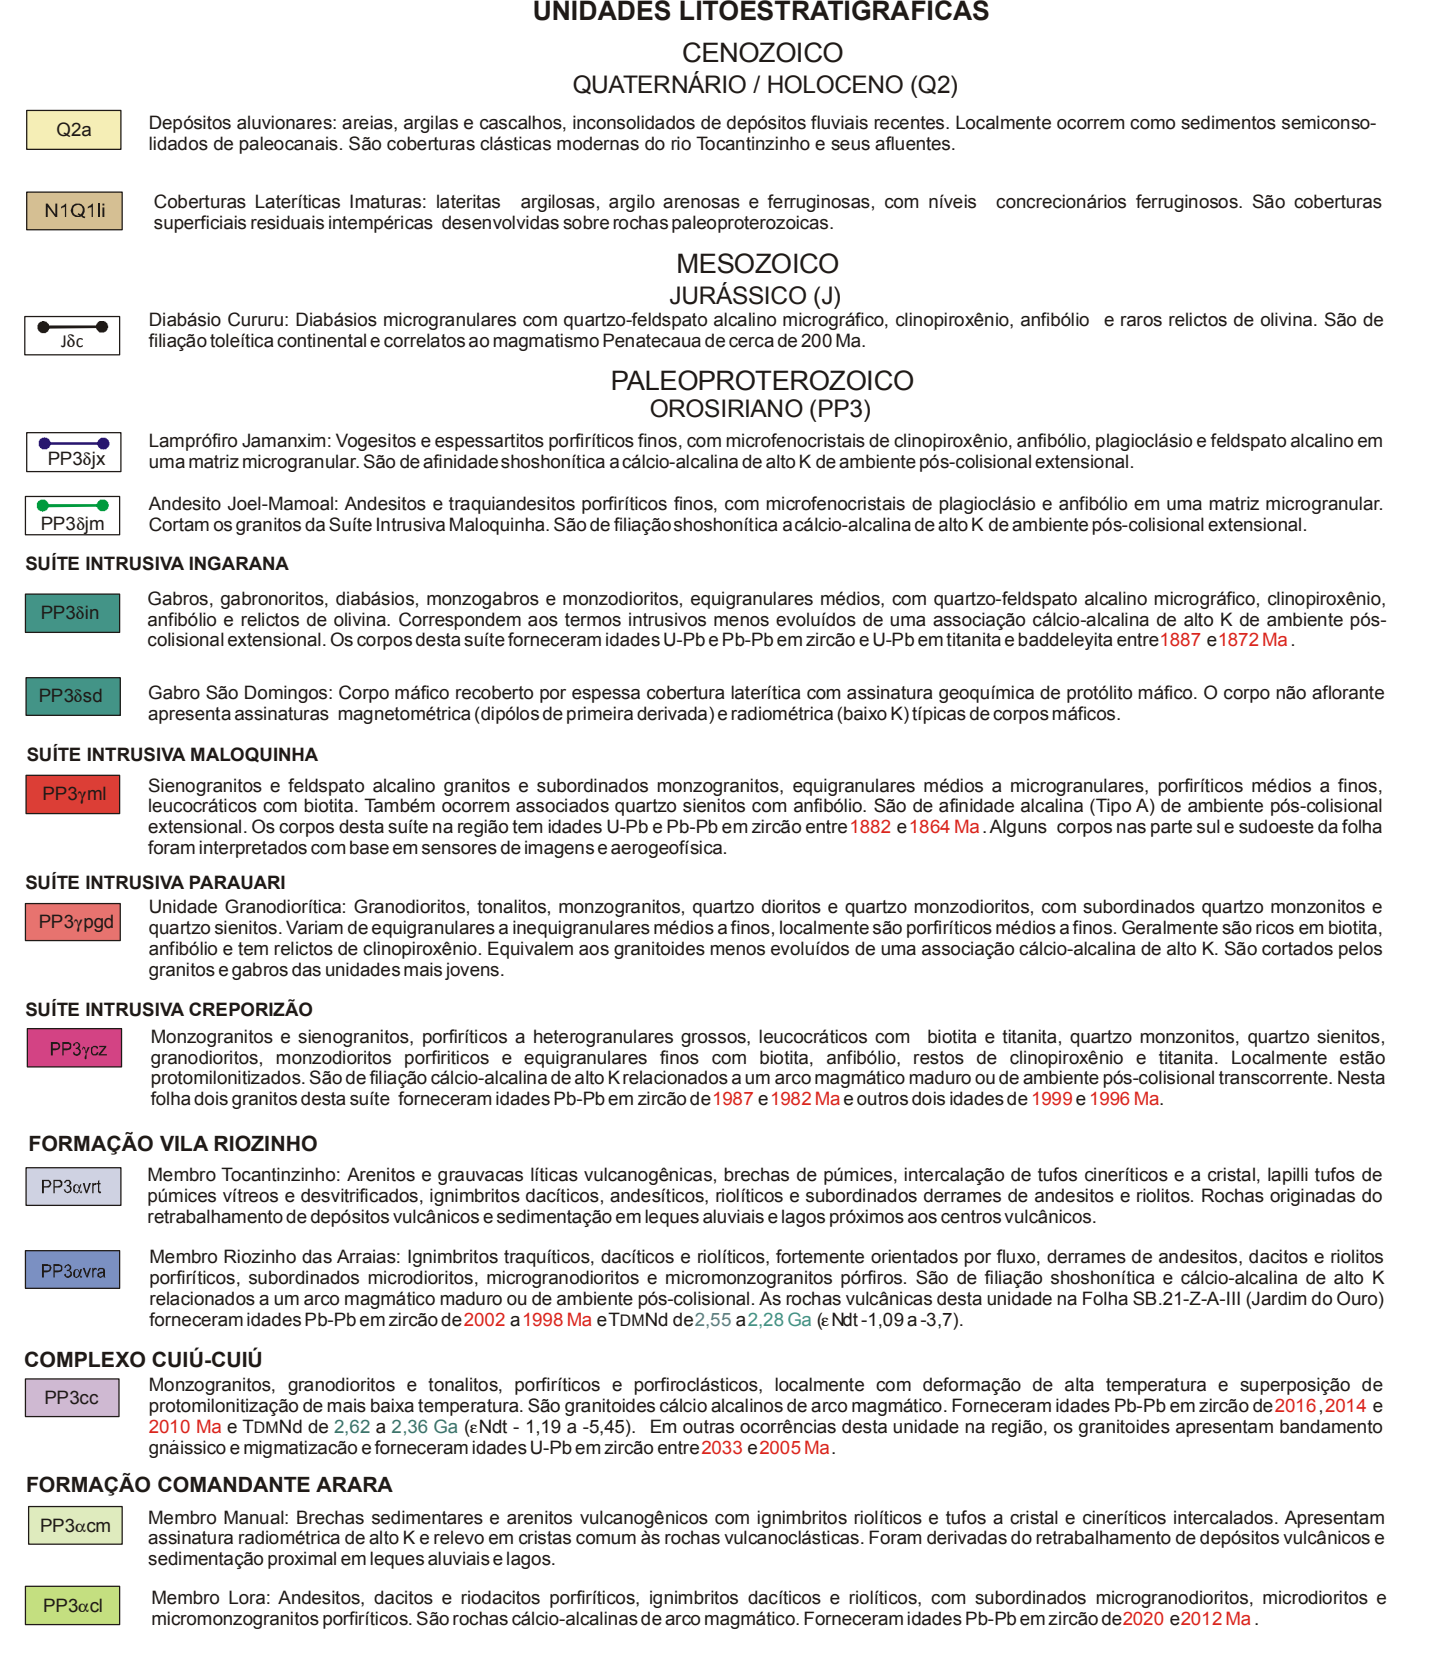 UNIDADES LITOESTRATIGRÁFICAS
CENOZOICO
QUATERNÁRIO / HOLOCENO (Q2)
Q2a
Depósitos aluvionares: areias, argilas e cascalhos, inconsolidados de depósitos fluviais recentes. Localmente ocorrem como sedimentos semiconso-
lidados de paleocanais. São coberturas clásticas modernas do rio Tocantinzinho e seus afluentes.
N1Q1li
Coberturas Lateríticas Imaturas: lateritas argilosas, argilo arenosas e ferruginosas, com níveis concrecionários ferruginosos. São coberturas
superficiais residuais intempéricas desenvolvidas sobre rochas paleoproterozoicas.
MESOZOICO
JURÁSSICO (J)
Jδc
Diabásio Cururu: Diabásios microgranulares com quartzo-feldspato alcalino micrográfico, clinopiroxênio, anfibólio e raros relictos de olivina. São de
filiação toleítica continental e correlatos ao magmatismo Penatecaua de cerca de 200 Ma.
PALEOPROTEROZOICO
OROSIRIANO (PP3)
PP3δjx
Lamprófiro Jamanxim: Vogesitos e espessartitos porfiríticos finos, com microfenocristais de clinopiroxênio, anfibólio, plagioclásio e feldspato alcalino em
uma matriz microgranular. São de afinidade shoshonítica a cálcio-alcalina de alto K de ambiente pós-colisional extensional.
PP3δjm
Andesito Joel-Mamoal: Andesitos e traquiandesitos porfiríticos finos, com microfenocristais de plagioclásio e anfibólio em uma matriz microgranular.
Cortam os granitos da Suíte Intrusiva Maloquinha. São de filiação shoshonítica a cálcio-alcalina de alto K de ambiente pós-colisional extensional.
SUÍTE INTRUSIVA INGARANA
PP3δin
Gabros, gabronoritos, diabásios, monzogabros e monzodioritos, equigranulares médios, com quartzo-feldspato alcalino micrográfico, clinopiroxênio,
anfibólio e relictos de olivina. Correspondem aos termos intrusivos menos evoluídos de uma associação cálcio-alcalina de alto K de ambiente pós-
colisional extensional. Os corpos desta suíte forneceram idades U-Pb e Pb-Pb em zircão e U-Pb em titanita e baddeleyita entre 1887 e 1872 Ma.
PP3δsd
Gabro São Domingos: Corpo máfico recoberto por espessa cobertura laterítica com assinatura geoquímica de protólito máfico. O corpo não aflorante
apresenta assinaturas magnetométrica (dipólos de primeira derivada) e radiométrica (baixo K) típicas de corpos máficos.
SUÍTE INTRUSIVA MALOQUINHA
PP3γml
Sienogranitos e feldspato alcalino granitos e subordinados monzogranitos, equigranulares médios a microgranulares, porfiríticos médios a finos,
leucocráticos com biotita. Também ocorrem associados quartzo sienitos com anfibólio. São de afinidade alcalina (Tipo A) de ambiente pós-colisional
extensional. Os corpos desta suíte na região tem idades U-Pb e Pb-Pb em zircão entre 1882 e 1864 Ma. Alguns corpos nas parte sul e sudoeste da folha
foram interpretados com base em sensores de imagens e aerogeofísica.
SUÍTE INTRUSIVA PARAUARI
PP3γpgd
Unidade Granodiorítica: Granodioritos, tonalitos, monzogranitos, quartzo dioritos e quartzo monzodioritos, com subordinados quartzo monzonitos e
quartzo sienitos. Variam de equigranulares a inequigranulares médios a finos, localmente são porfiríticos médios a finos. Geralmente são ricos em biotita,
anfibólio e tem relictos de clinopiroxênio. Equivalem aos granitoides menos evoluídos de uma associação cálcio-alcalina de alto K. São cortados pelos
granitos e gabros das unidades mais jovens.
SUÍTE INTRUSIVA CREPORIZÃO
PP3γcz
Monzogranitos e sienogranitos, porfiríticos a heterogranulares grossos, leucocráticos com biotita e titanita, quartzo monzonitos, quartzo sienitos,
granodioritos, monzodioritos porfiriticos e equigranulares finos com biotita, anfibólio, restos de clinopiroxênio e titanita. Localmente estão
protomilonitizados. São de filiação cálcio-alcalina de alto K relacionados a um arco magmático maduro ou de ambiente pós-colisional transcorrente. Nesta
folha dois granitos desta suíte forneceram idades Pb-Pb em zircão de 1987 e 1982 Ma e outros dois idades de 1999 e 1996 Ma.
FORMAÇÃO VILA RIOZINHO
PP3αvrt
Membro Tocantinzinho: Arenitos e grauvacas líticas vulcanogênicas, brechas de púmices, intercalação de tufos cineríticos e a cristal, lapilli tufos de
púmices vítreos e desvitrificados, ignimbritos dacíticos, andesíticos, riolíticos e subordinados derrames de andesitos e riolitos. Rochas originadas do
retrabalhamento de depósitos vulcânicos e sedimentação em leques aluviais e lagos próximos aos centros vulcânicos.
PP3αvra
Membro Riozinho das Arraias: Ignimbritos traquíticos, dacíticos e riolíticos, fortemente orientados por fluxo, derrames de andesitos, dacitos e riolitos
porfiríticos, subordinados microdioritos, microgranodioritos e micromonzogranitos pórfiros. São de filiação shoshonítica e cálcio-alcalina de alto K
relacionados a um arco magmático maduro ou de ambiente pós-colisional. As rochas vulcânicas desta unidade na Folha SB.21-Z-A-III (Jardim do Ouro)
forneceram idades Pb-Pb em zircão de 2002 a 1998 Ma e TDMNd de 2,55 a 2,28 Ga (εNdt -1,09 a -3,7).
COMPLEXO CUIÚ-CUIÚ
PP3cc
Monzogranitos, granodioritos e tonalitos, porfiríticos e porfiroclásticos, localmente com deformação de alta temperatura e superposição de
protomilonitização de mais baixa temperatura. São granitoides cálcio alcalinos de arco magmático. Forneceram idades Pb-Pb em zircão de 2016, 2014 e
2010 Ma e TDMNd de 2,62 a 2,36 Ga (εNdt - 1,19 a -5,45). Em outras ocorrências desta unidade na região, os granitoides apresentam bandamento
gnáissico e migmatizacão e forneceram idades U-Pb em zircão entre 2033 e 2005 Ma.
FORMAÇÃO COMANDANTE ARARA
PP3αcm
Membro Manual: Brechas sedimentares e arenitos vulcanogênicos com ignimbritos riolíticos e tufos a cristal e cineríticos intercalados. Apresentam
assinatura radiométrica de alto K e relevo em cristas comum às rochas vulcanoclásticas. Foram derivadas do retrabalhamento de depósitos vulcânicos e
sedimentação proximal em leques aluviais e lagos.
PP3αcl
Membro Lora: Andesitos, dacitos e riodacitos porfiríticos, ignimbritos dacíticos e riolíticos, com subordinados microgranodioritos, microdioritos e
micromonzogranitos porfiríticos. São rochas cálcio-alcalinas de arco magmático. Forneceram idades Pb-Pb em zircão de 2020 e 2012 Ma.